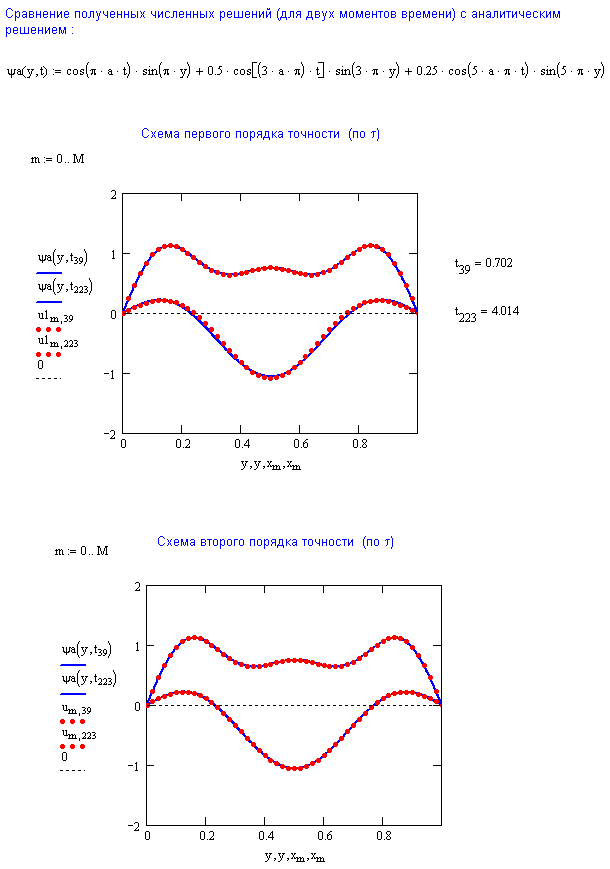 Сравнение полученных численных решений (для двух моментов времени) с аналитическим
решением :
ψa(y,t) := cos(π · a · t) · sin(π · y) + 0.5 · cos[(3 · a · π) · t] · sin(3 · π · y) + 0.25 · cos(5 · a · π · t) · sin(5 · π · y)
Схема первого порядка точности (по τ)
m := 0.. M
2
1
0
−1
−2
ψa(y,t39)
ψa(y,t223)
u1m,39
u1m,223
0
0 0.2 0.4 0.6 0.8
y,y,xm,xm
t39 = 0.702
t223 = 4.014
Схема второго порядка точности (по τ)
m := 0.. M
2
1
0
−1
−2
ψa(y,t39)
ψa(y,t223)
um,39
um,223
0
0 0.2 0.4 0.6 0.8
y,y,xm,xm